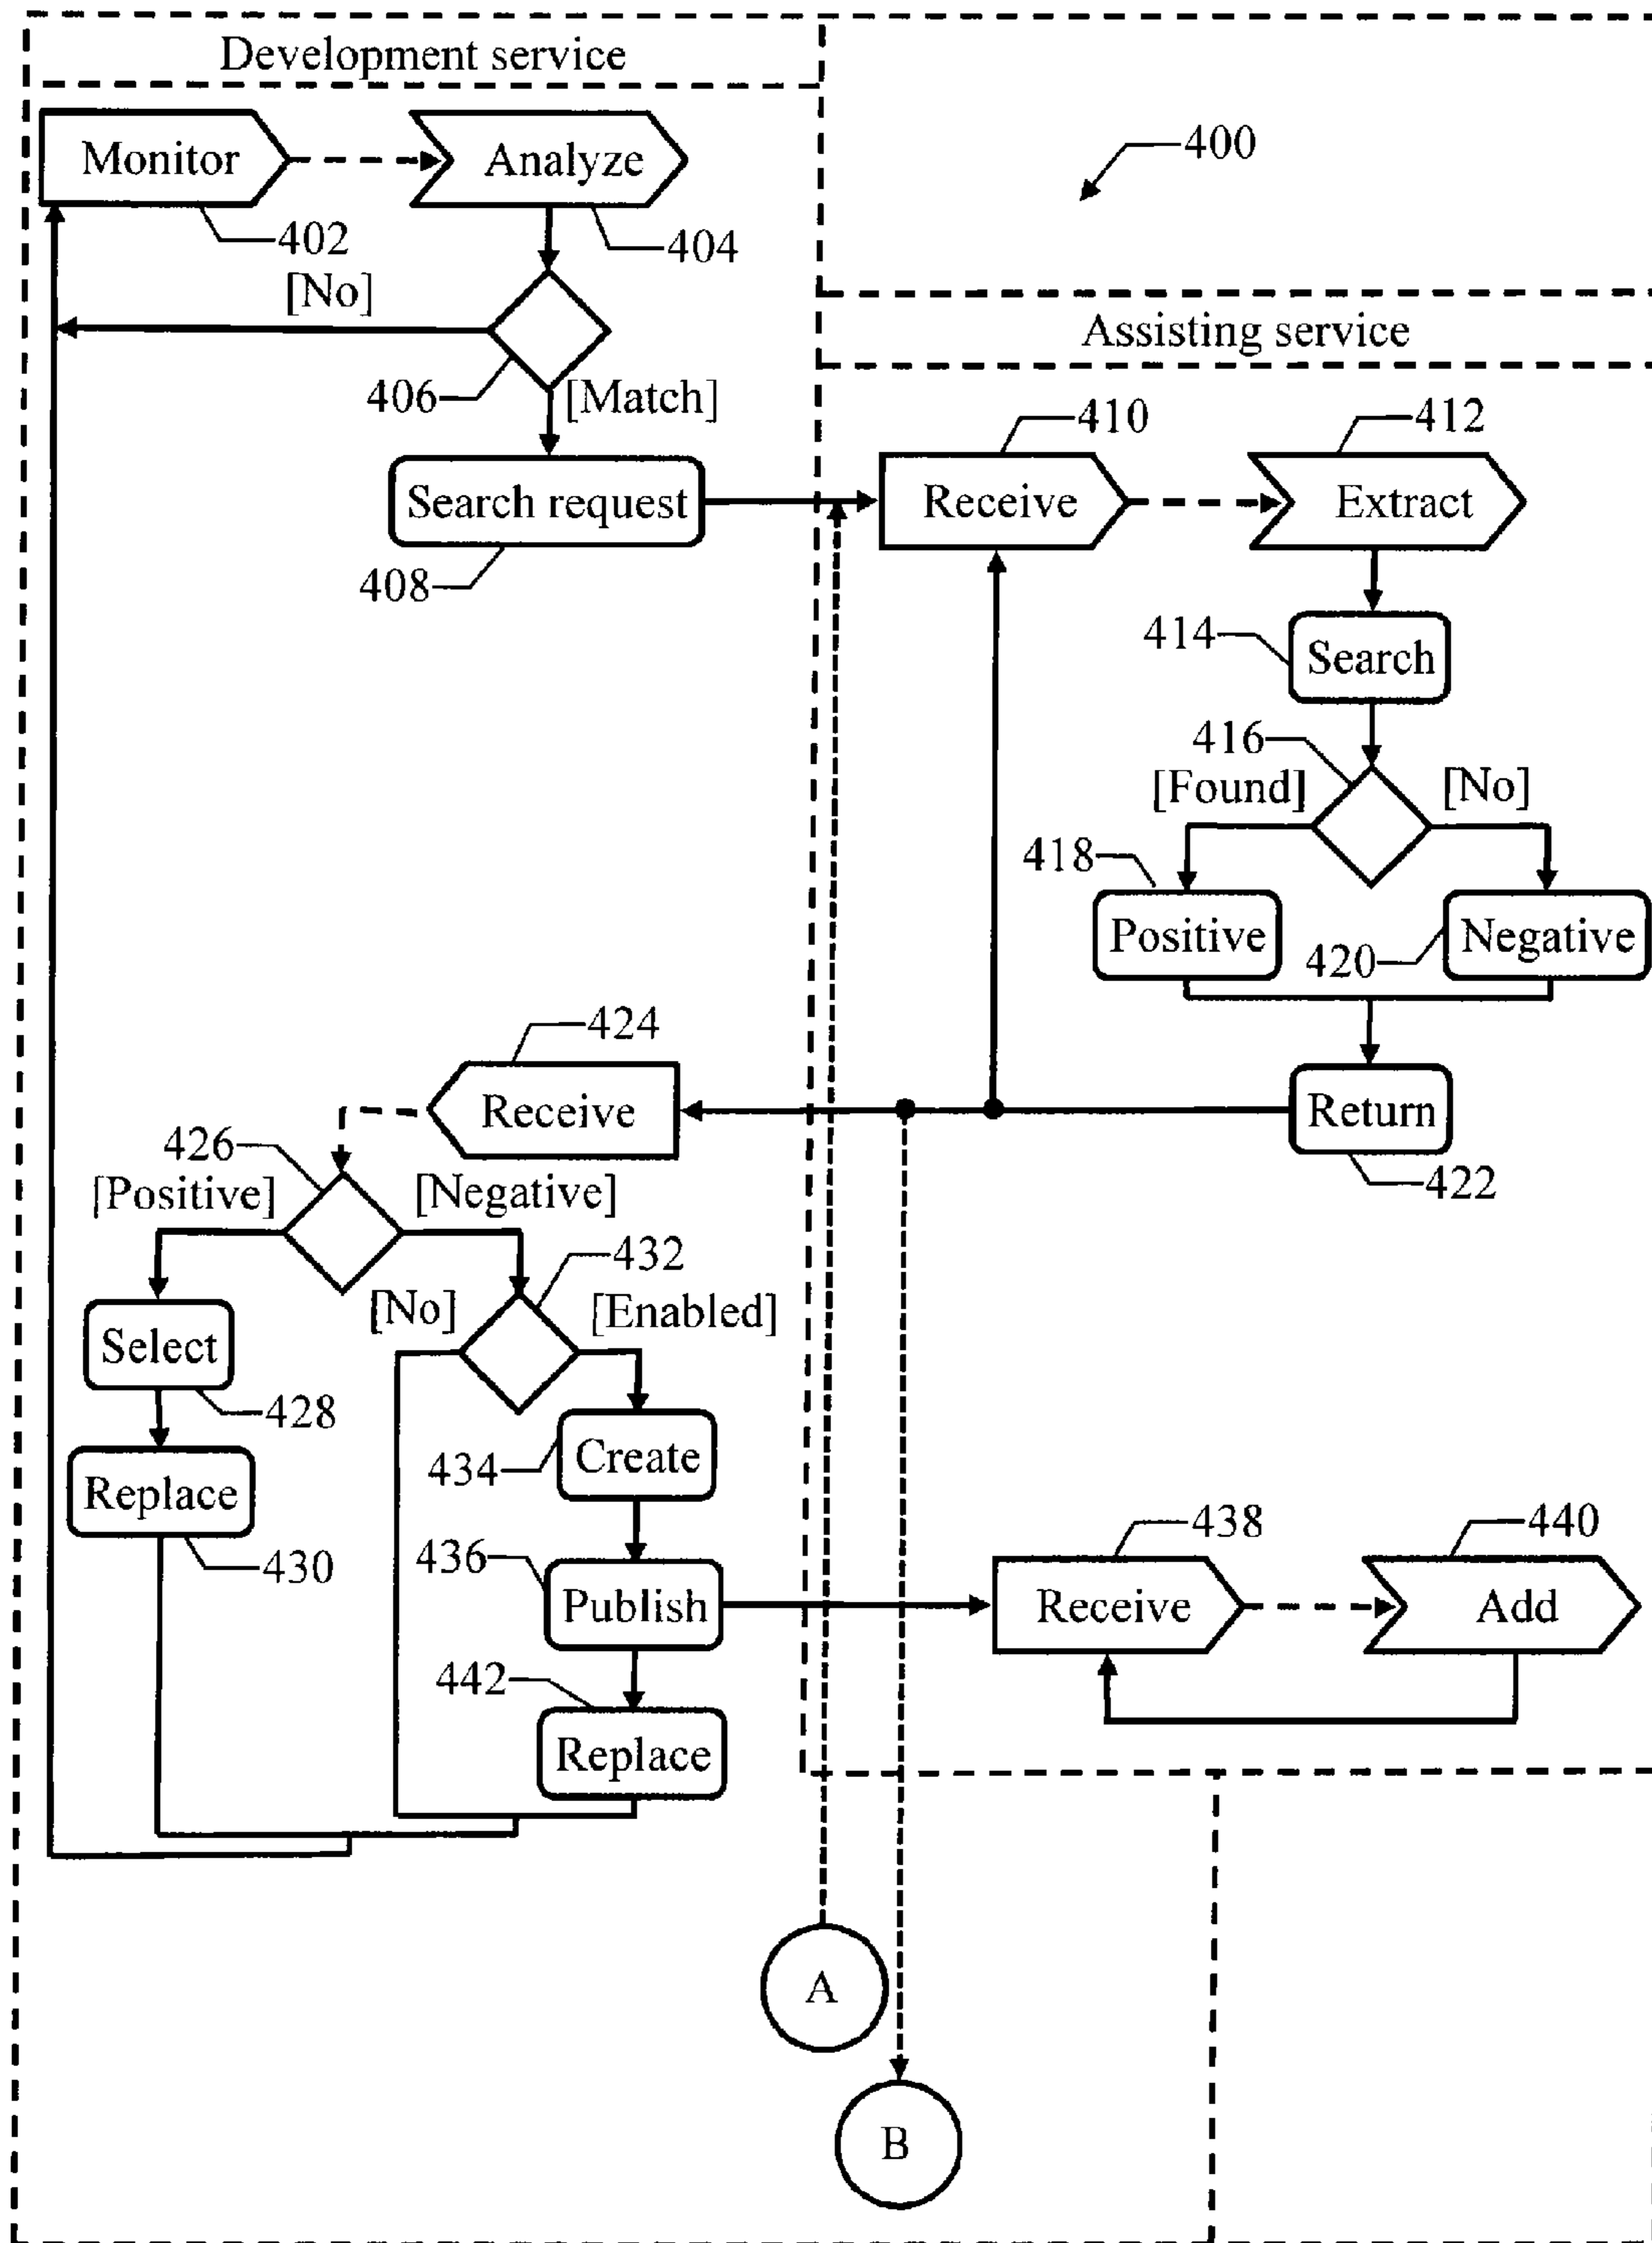 Development service
Monitor
Analyze
400
402
404
[No]
Assisting service
406
[Match]
410
412
Search request
Receive
Extract
408
414
Search
416
[Found]
[No]
418
Positive
420
Negative
424
Receive
Return
422
426
[Positive]
[Negative]
432
[No]
[Enabled]
Select
428
434
Create
Replace
430
436
Publish
438
440
Receive
Add
442
Replace
A
B